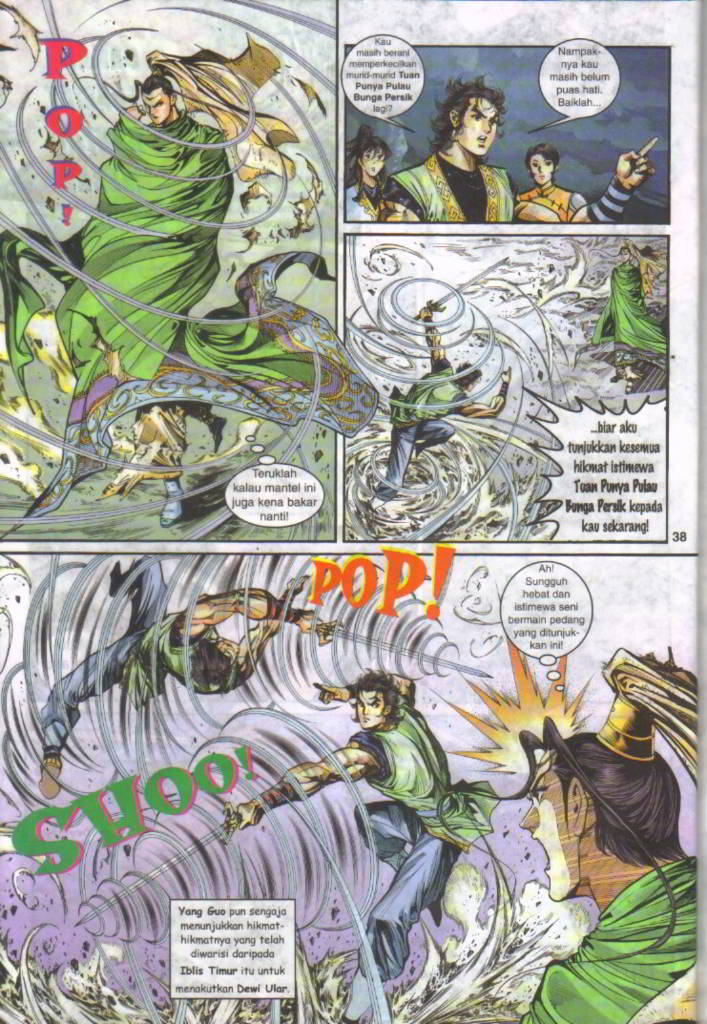 POP!
Teruklah
kalau mantel ini
juga kena bakar
nanti!
Kau
masih berani
memperkecilkan
murid-murid Tuan
Punya Pulau
Bunga Persik
lagi?
Nampak-
nya kau
masih belum
puas hati.
Baiklah...
...biar aku
tunjukkan kesemua
hikmat istimewa
Tuan Punya Pulau
Bunga Persik kepada
kau sekarang!
38
POP!
Ah!
Sungguh
hebat dan
istimewa seni
bermain pedang
yang ditunjuk-
kan ini!
SHOO!
Yang Guo pun sengaja
menunjukkan hikmat-
hikmatnya yang telah
diwarisi daripada
Iblis Timur itu untuk
menakutkan Dewi Ular.